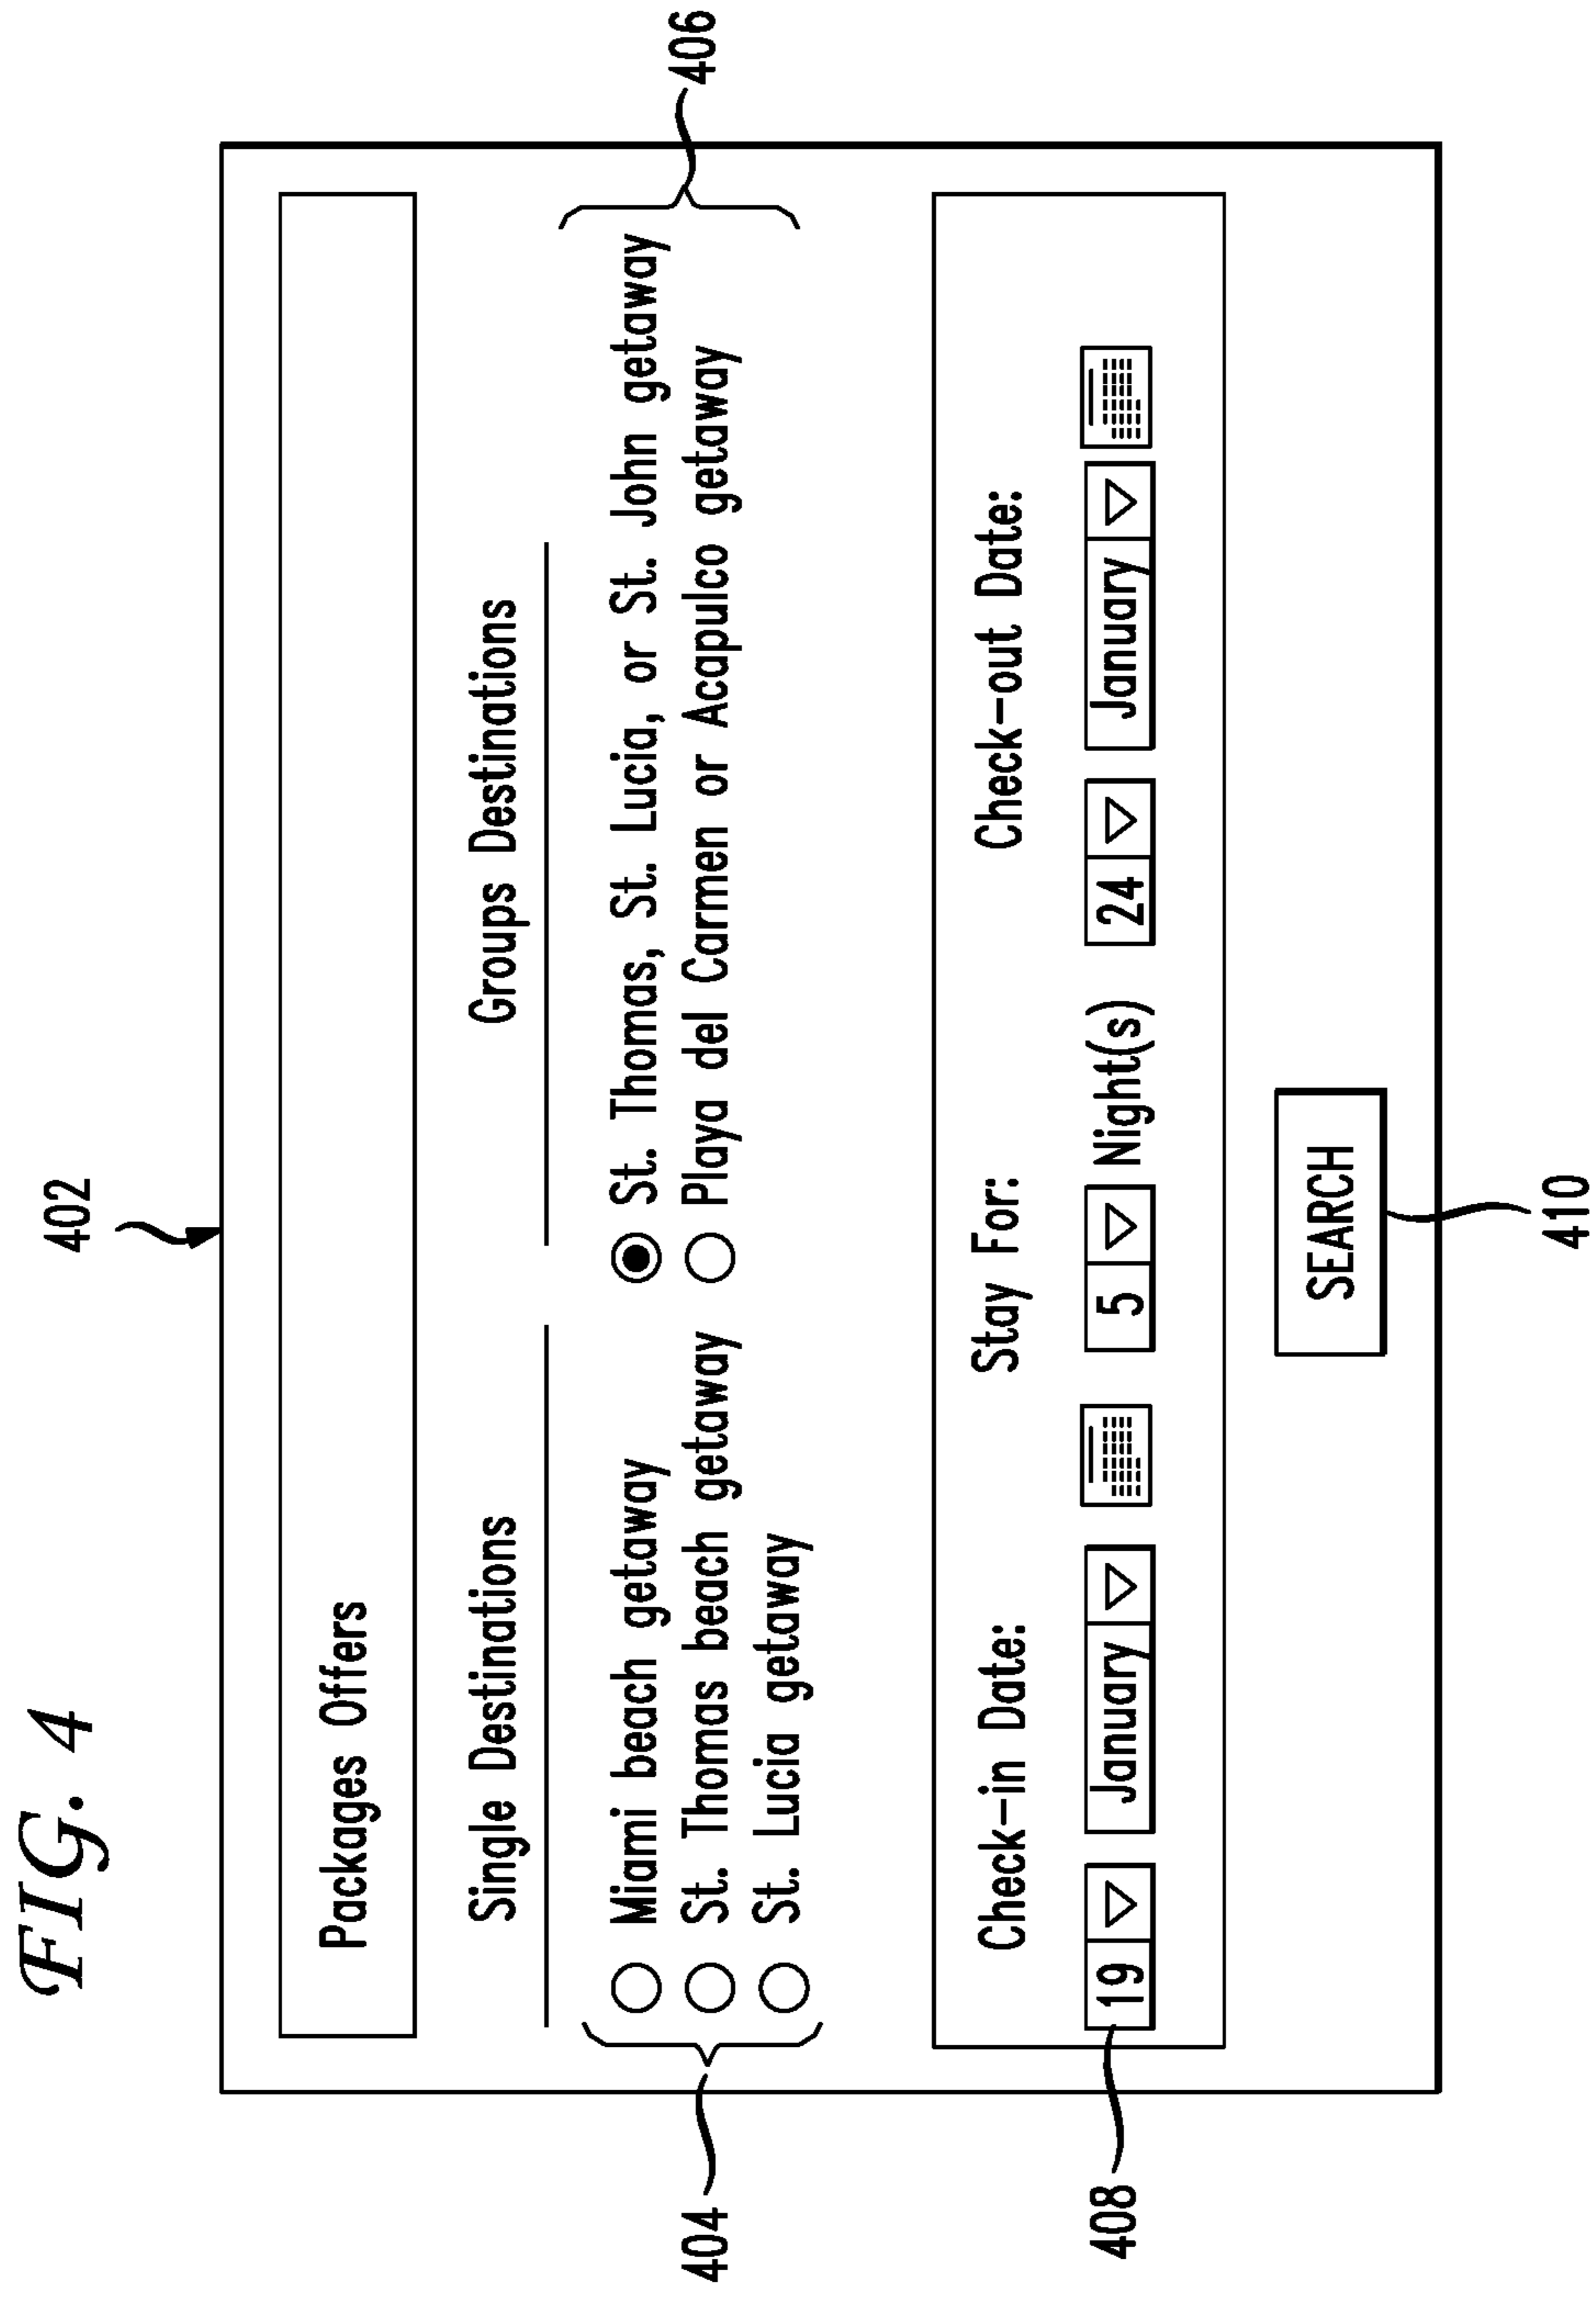 FIG. 4
402
Packages Offers
Single Destinations
Groups Destinations
Miami beach getaway
St. Thomas beach getaway
St. Lucia getaway
St. Thomas, St. Lucia, or St. John getaway
Playa del Carmen or Acapulco getaway
404
406
Check-in Date:
Stay For:
Check-out Date:
19 January 5 Night(s) 24 January
408
SEARCH
410